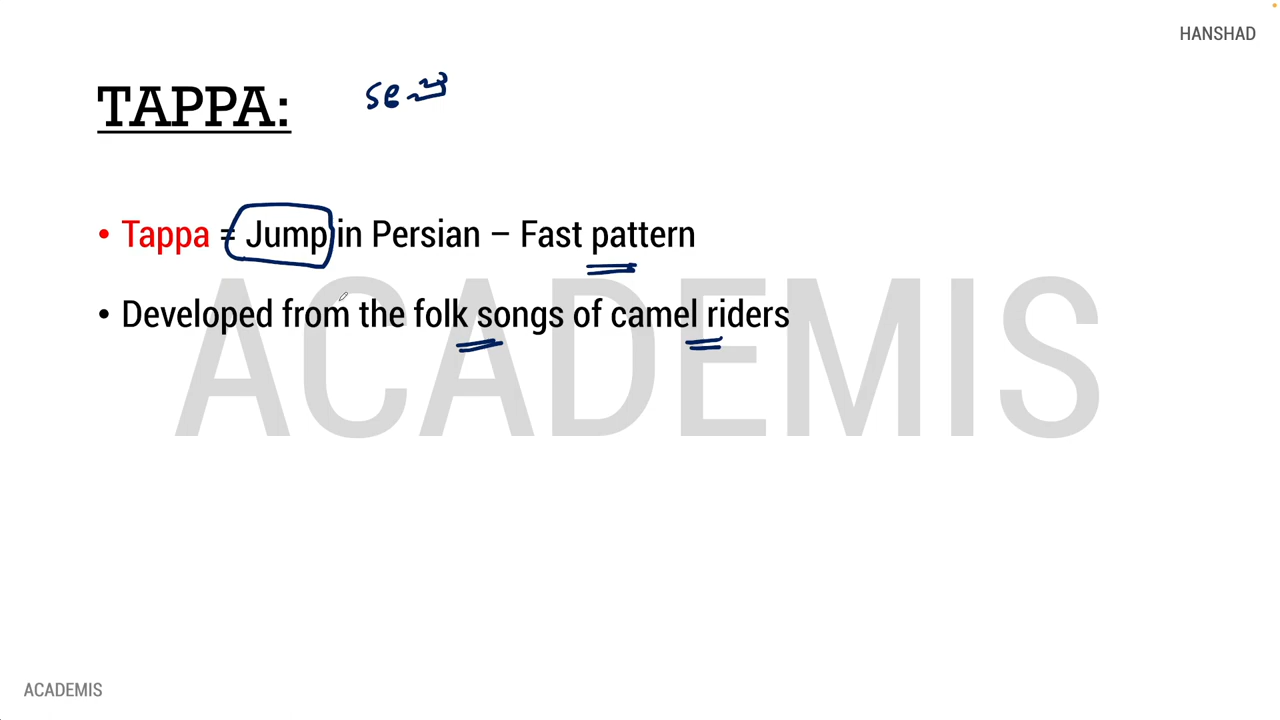 HANSHAD
TAPPA:
• Tappa = Jump in Persian – Fast pattern
• Developed from the folk songs of camel riders
ACADEMIS
ACADEMIS